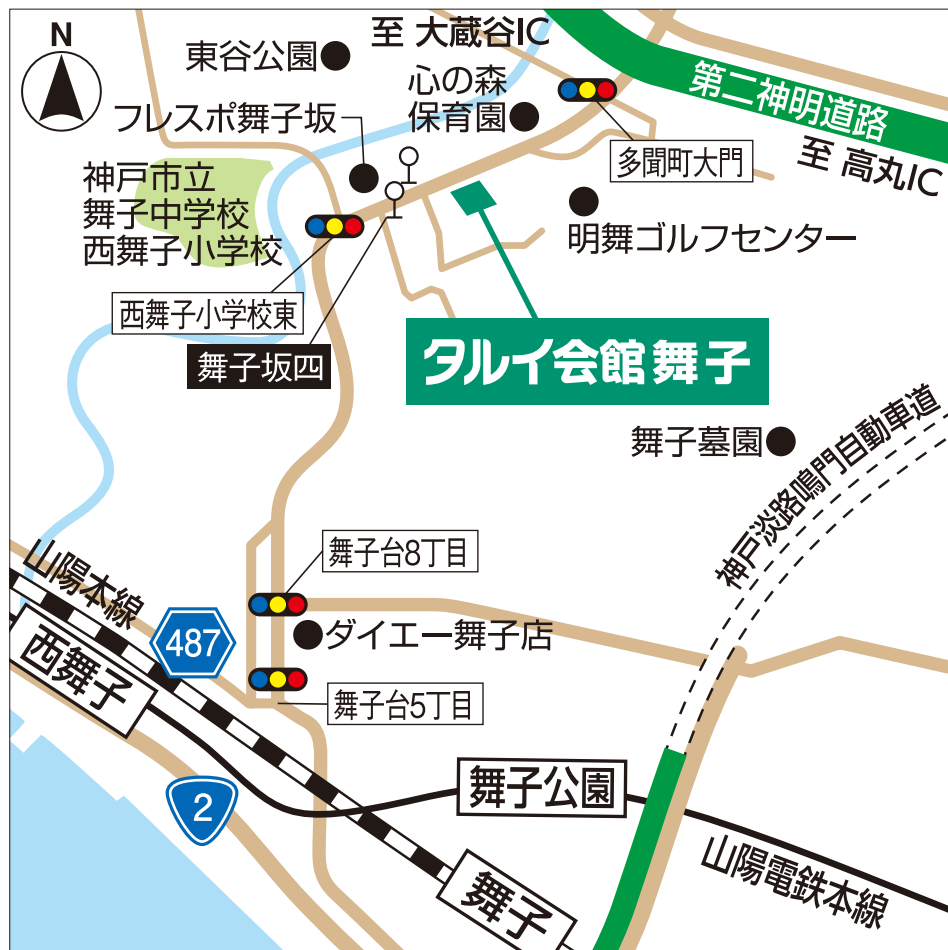 N
東谷公園
至 大蔵谷IC
心の森
保育園
第二神明道路
フレスポ舞子坂
多聞町大門
至 高丸IC
神戸市立
舞子中学校
西舞子小学校
明舞ゴルフセンター
西舞子小学校東
舞子坂四
タルイ会館 舞子
舞子墓園
神戸淡路鳴門自動車道
山陽本線
舞子台8丁目
487
ダイエー舞子店
西舞子
舞子台5丁目
2
舞子公園
山陽電鉄本線
舞子